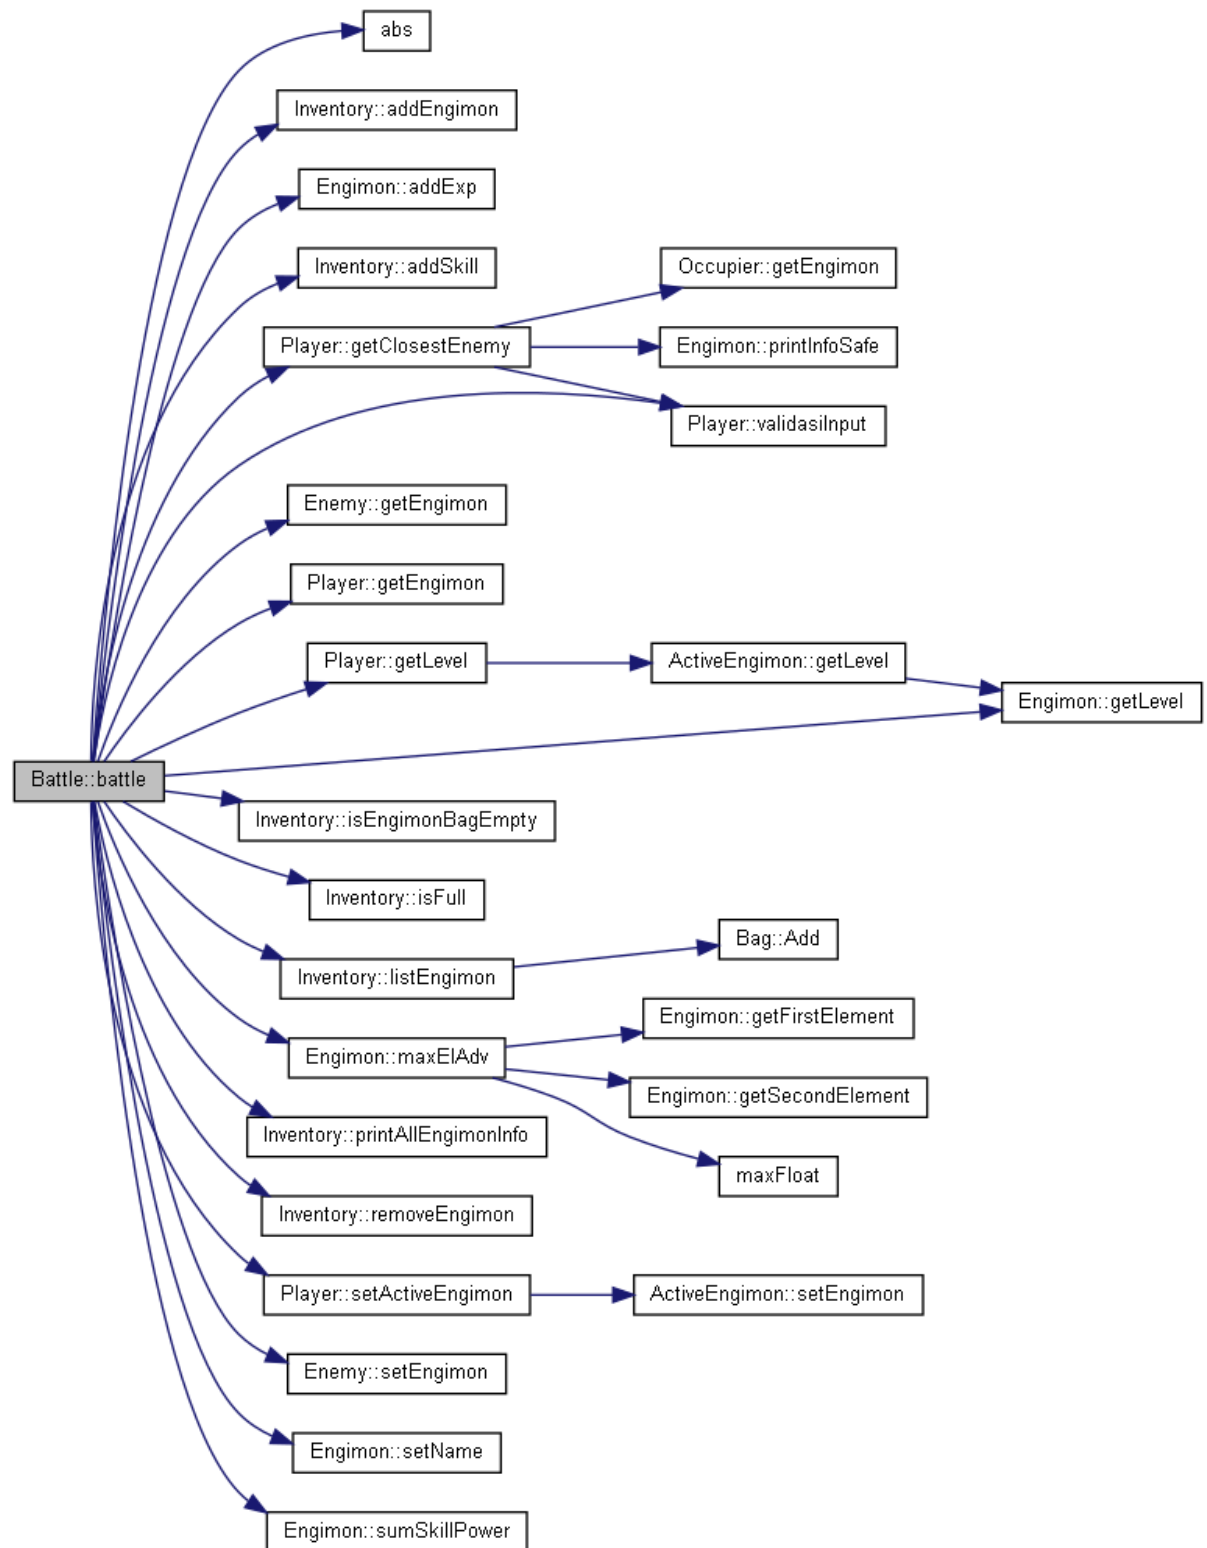 abs
Inventory::addEngimon
Engimon::addExp
Inventory::addSkill
Occupier::getEngimon
Player::getClosestEnemy
Engimon::printInfoSafe
Player::validasiInput
Enemy::getEngimon
Player::getEngimon
Player::getLevel
ActiveEngimon::getLevel
Engimon::getLevel
Battle::battle
Inventory::isEngimonBagEmpty
Inventory::isFull
Bag::Add
Inventory::listEngimon
Engimon::getFirstElement
Engimon::maxElAdv
Engimon::getSecondElement
Inventory::printAllEngimonInfo
maxFloat
Inventory::removeEngimon
Player::setActiveEngimon
ActiveEngimon::setEngimon
Enemy::setEngimon
Engimon::setName
Engimon::sumSkillPower